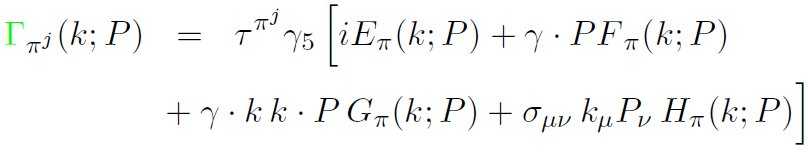 Γ_{π^j}(k; P) = τ^{π^j} γ_5 [ iE_π(k; P) + γ · P F_π(k; P)
+ γ · k k · P G_π(k; P) + σ_{μν} k_μ P_ν H_π(k; P) ]